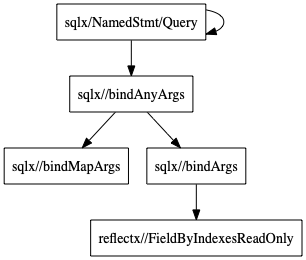 sqlx/NamedStmt/Query
sqlx//bindAnyArgs
sqlx//bindMapArgs
sqlx//bindArgs
reflectx//FieldByIndexesReadOnly